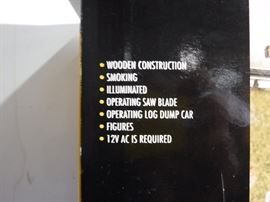 • WOODEN CONSTRUCTION
• SMOKING
• ILLUMINATED
• OPERATING SAW BLADE
• OPERATING LOG DUMP CAR
• FIGURES
• 12V AC IS REQUIRED